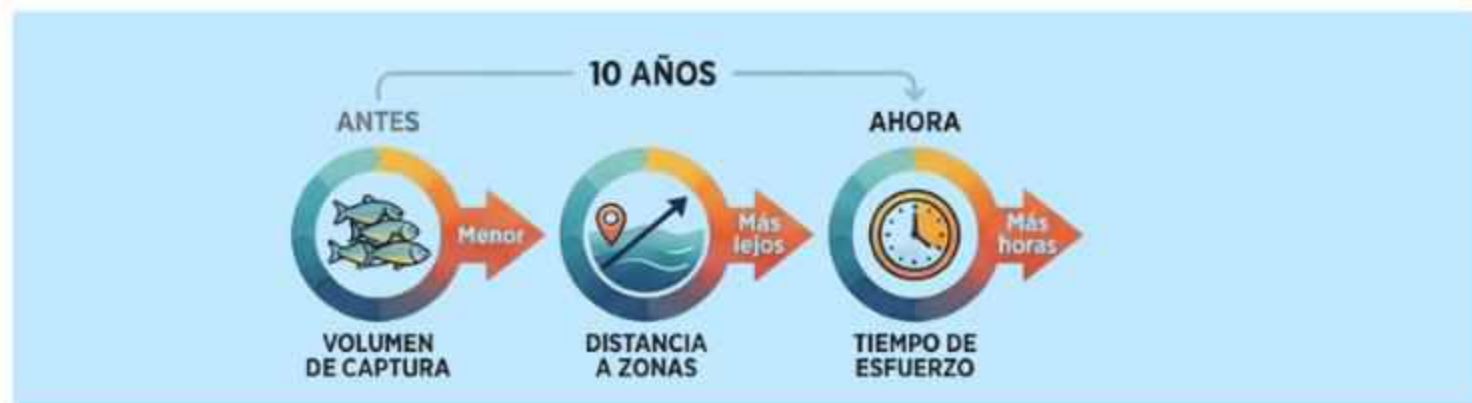 10 AÑOS
ANTES
AHORA
Menor
Más
lejos
Más
horas
VOLUMEN
DE CAPTURA
DISTANCIA
A ZONAS
TIEMPO DE
ESFUERZO